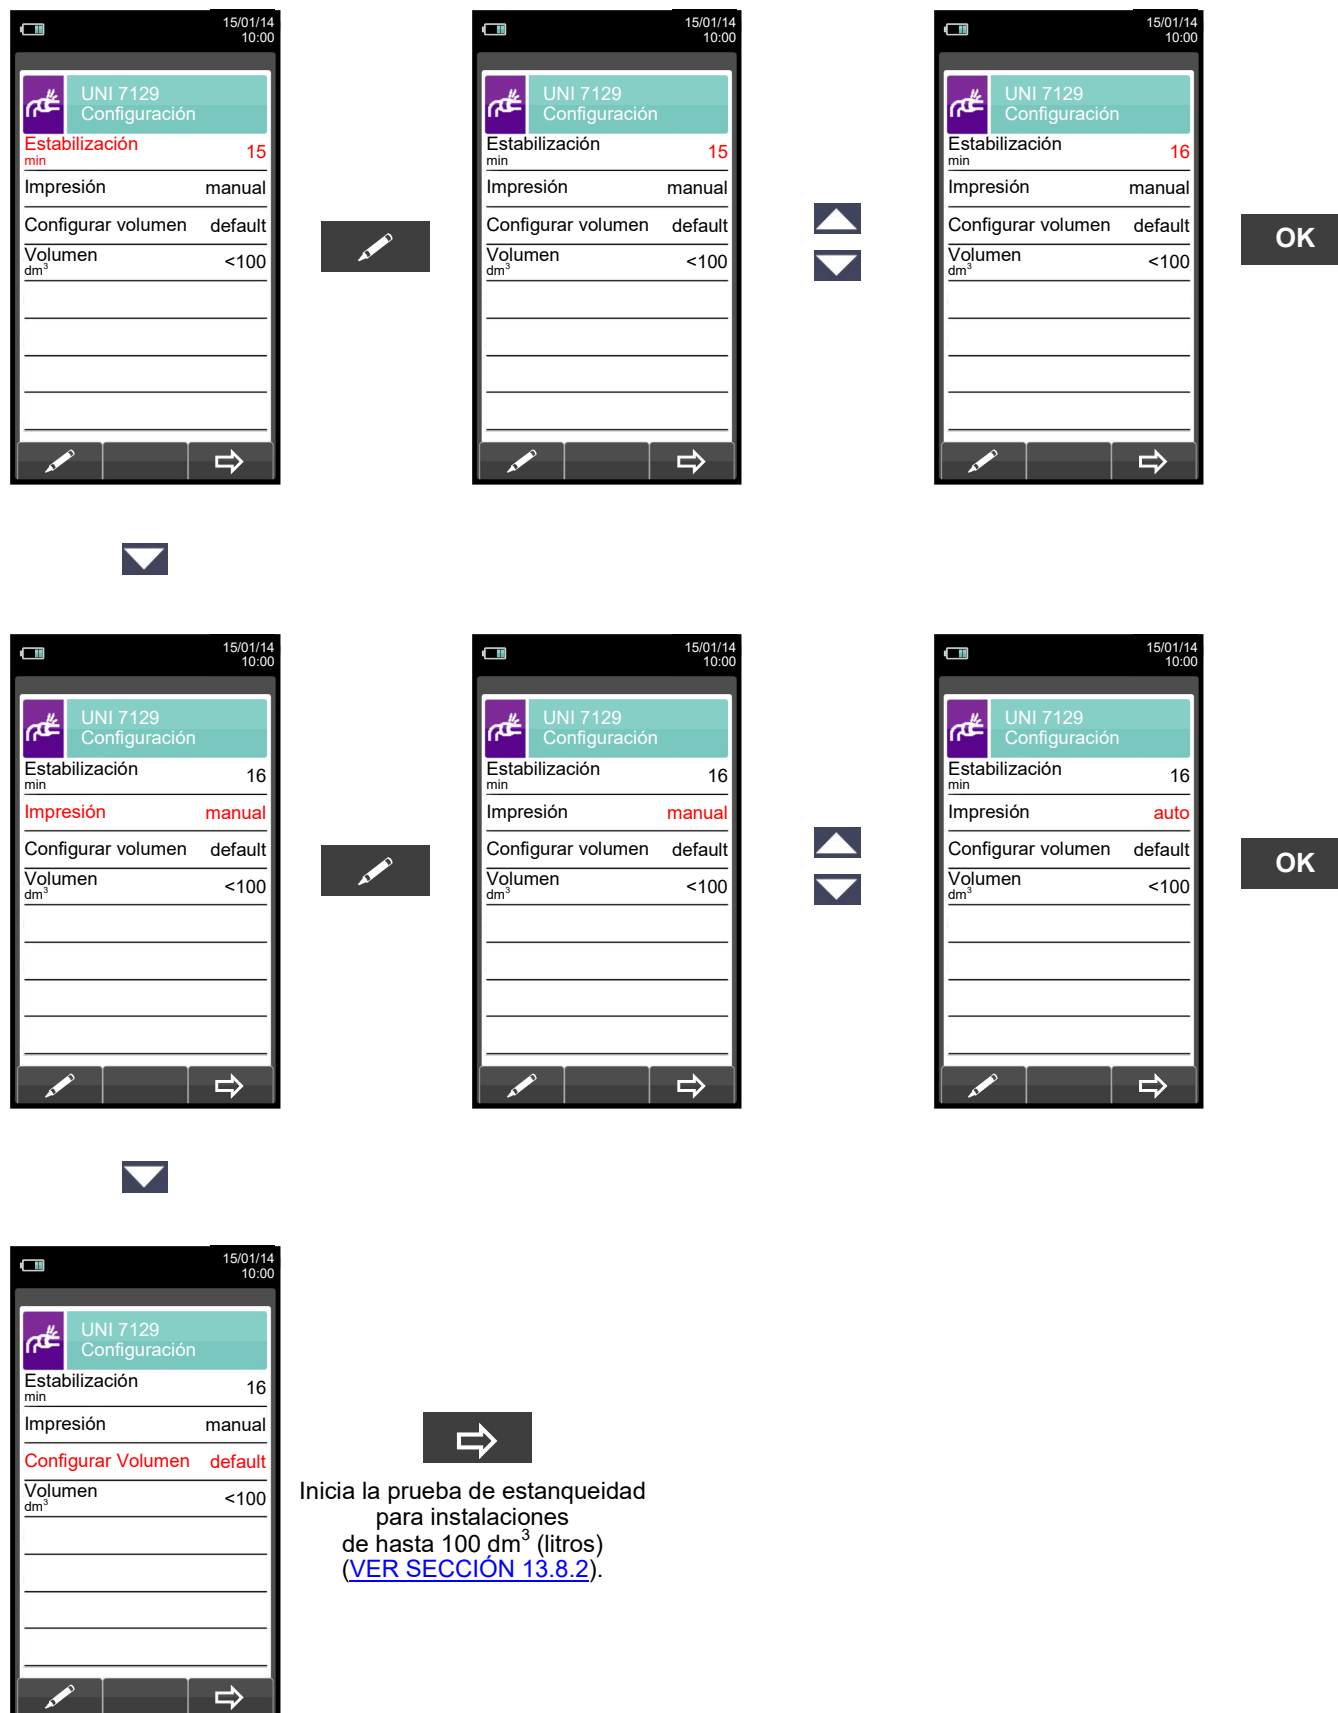 15/01/14
10:00
UNI 7129
Configuración
Estabilización
min
15
Impresión manual
Configurar volumen default
Volumen
dm³
<100
15/01/14
10:00
UNI 7129
Configuración
Estabilización
min
15
Impresión manual
Configurar volumen default
Volumen
dm³
<100
15/01/14
10:00
UNI 7129
Configuración
Estabilización
min
16
Impresión manual
Configurar volumen default
Volumen
dm³
<100
OK
15/01/14
10:00
UNI 7129
Configuración
Estabilización
min
16
Impresión manual
Configurar volumen default
Volumen
dm³
<100
15/01/14
10:00
UNI 7129
Configuración
Estabilización
min
16
Impresión manual
Configurar volumen default
Volumen
dm³
<100
15/01/14
10:00
UNI 7129
Configuración
Estabilización
min
16
Impresión auto
Configurar volumen default
Volumen
dm³
<100
OK
15/01/14
10:00
UNI 7129
Configuración
Estabilización
min
16
Impresión manual
Configurar Volumen default
Volumen
dm³
<100
Inicia la prueba de estanqueidad
para instalaciones
de hasta 100 dm³ (litros)
(VER SECCIÓN 13.8.2).